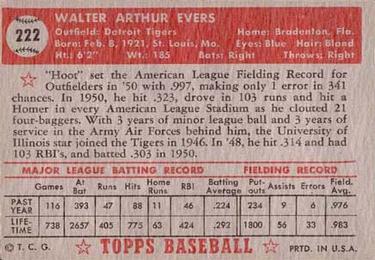 222
WALTER ARTHUR EVERS
Outfield: Detroit Tigers Home: Bradenton, Fla.
Born: Feb. 8, 1921, St. Louis, Mo. Eyes: Blue Hair: Blond
Ht.: 6'2" Wt.: 185 Bats: Right Throws: Right
"Hoot" set the American League Fielding Record for
Outfielders in '50 with .997, making only 1 error in 341
chances. In 1950, he hit .323, drove in 103 runs and hit a
Homer in every American League Stadium as he clouted 21
four-baggers. With 3 years of minor league ball and 3 years of
service in the Army Air Forces behind him, the University of
Illinois star joined the Tigers in 1946. In '48, he hit .314 and had
103 RBI's, and batted .303 in 1950.
MAJOR LEAGUE BATTING RECORD FIELDING RECORD
Games At Bat Runs Hits Home Runs RBI Batting Average Put-outs Assists Errors Field. Avg.
PAST YEAR 116 393 47 88 11 46 .224 234 6 9 .976
LIFE-TIME 738 2657 405 775 63 424 .292 1800 56 33 .983
© T. C. G. TOPPS BASEBALL PRTD. IN U.S.A.